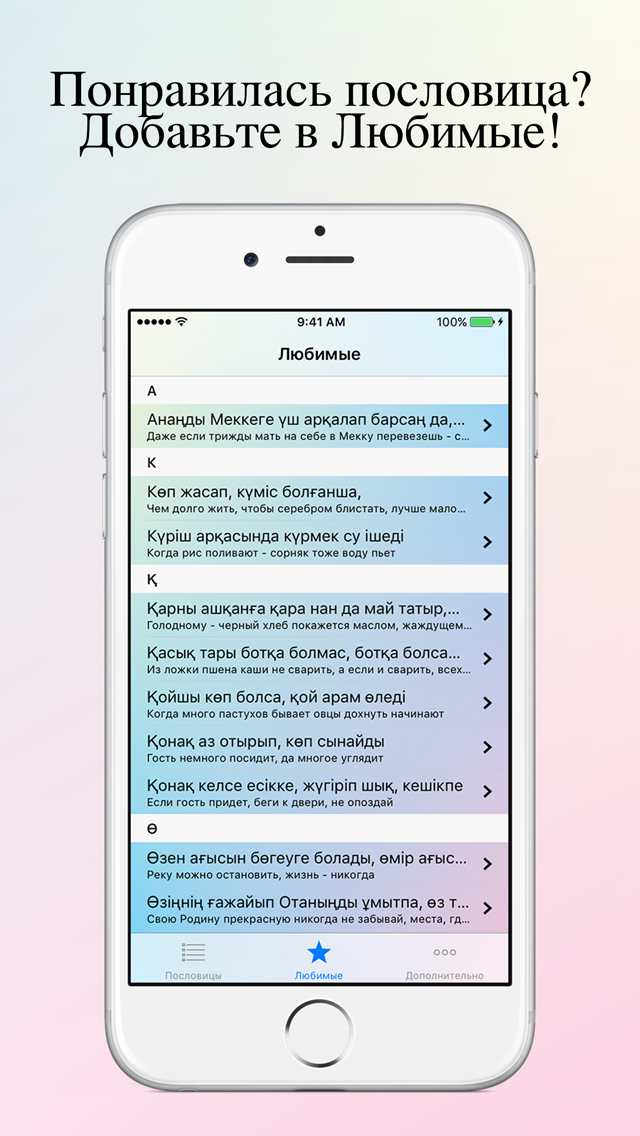 Понравилась пословица?
Добавьте в Любимые!
9:41 AM 100%
Любимые
А
Анаңды Меккеге үш арқалап барсаң да,...
Даже если трижды мать на себе в Мекку перевезешь - с...
К
Көп жасап, күміс болғанша,
Чем долго жить, чтобы серебром блистать, лучше мало...
Күріш арқасында күрмек су ішеді
Когда рис поливают - сорняк тоже воду пьет
Қ
Қарны ашқанға қара нан да май татыр,...
Голодному - черный хлеб покажется маслом, жаждущем...
Қасық тары ботқа болмас, ботқа болса...
Из ложки пшена каши не сварить, а если и сварить, всех...
Қойшы көп болса, қой арам өледі
Когда много пастухов бывает овцы дохнуть начинают
Қонақ аз отырып, көп сынайды
Гость немного посидит, да многое углядит
Қонақ келсе есікке, жүгіріп шық, кешікпе
Если гость придет, беги к двери, не опоздай
Ө
Өзен ағысын бөгеуге болады, өмір ағыс...
Реку можно остановить, жизнь - никогда
Өзіңнің ғажайып Отаныңды ұмытпа, өз т...
Свою Родину прекрасную никогда не забывай, места, гд...
Пословицы Любимые Дополнительно